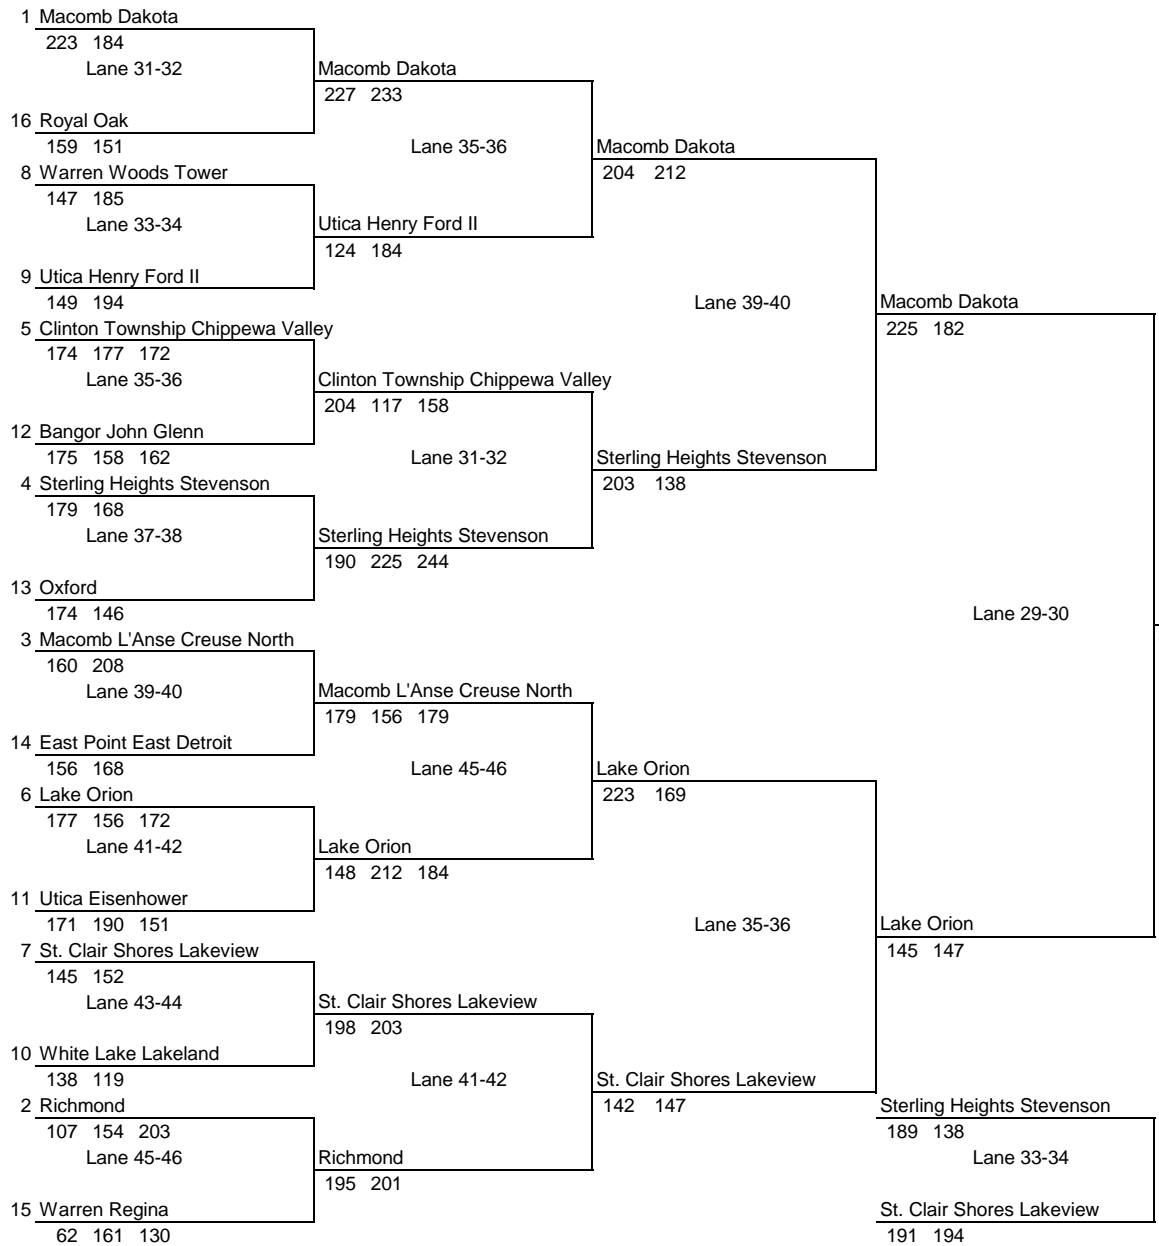 1 Macomb Dakota
223 184
Lane 31-32
Macomb Dakota
227 233
16 Royal Oak
Lane 35-36
Macomb Dakota
159 151
204 212
8 Warren Woods Tower
147 185
Lane 33-34
Utica Henry Ford II
124 184
9 Utica Henry Ford II
149 194
Lane 39-40
Macomb Dakota
5 Clinton Township Chippewa Valley
225 182
174 177 172
Lane 35-36
Clinton Township Chippewa Valley
204 117 158
12 Bangor John Glenn
175 158 162
Lane 31-32
Sterling Heights Stevenson
4 Sterling Heights Stevenson
203 138
179 168
Lane 37-38
Sterling Heights Stevenson
190 225 244
13 Oxford
174 146
Lane 29-30
3 Macomb L'Anse Creuse North
160 208
Lane 39-40
Macomb L'Anse Creuse North
179 156 179
14 East Point East Detroit
156 168
Lane 45-46
Lake Orion
6 Lake Orion
223 169
177 156 172
Lane 41-42
Lake Orion
148 212 184
11 Utica Eisenhower
171 190 151
Lane 35-36
Lake Orion
7 St. Clair Shores Lakeview
145 147
145 152
Lane 43-44
St. Clair Shores Lakeview
198 203
10 White Lake Lakeland
138 119
Lane 41-42
St. Clair Shores Lakeview
2 Richmond
142 147
Sterling Heights Stevenson
107 154 203
189 138
Lane 45-46
Richmond
Lane 33-34
195 201
15 Warren Regina
St. Clair Shores Lakeview
62 161 130
191 194